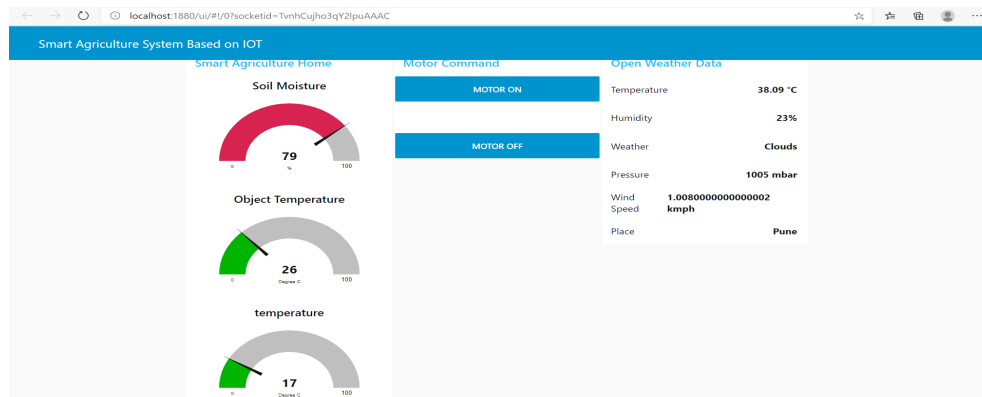 localhost:1880/ui/#!/0?socketid=TvnhCujho3qY2lpuAAAC
Smart Agriculture System Based on IOT
Smart Agriculture Home
Soil Moisture
79
%
0
100
Object Temperature
26
Degree C
0
100
temperature
17
Degree C
0
100
Motor Command
MOTOR ON
MOTOR OFF
Open Weather Data
Temperature 38.09 °C
Humidity 23%
Weather Clouds
Pressure 1005 mbar
Wind Speed 1.0080000000000002 kmph
Place Pune